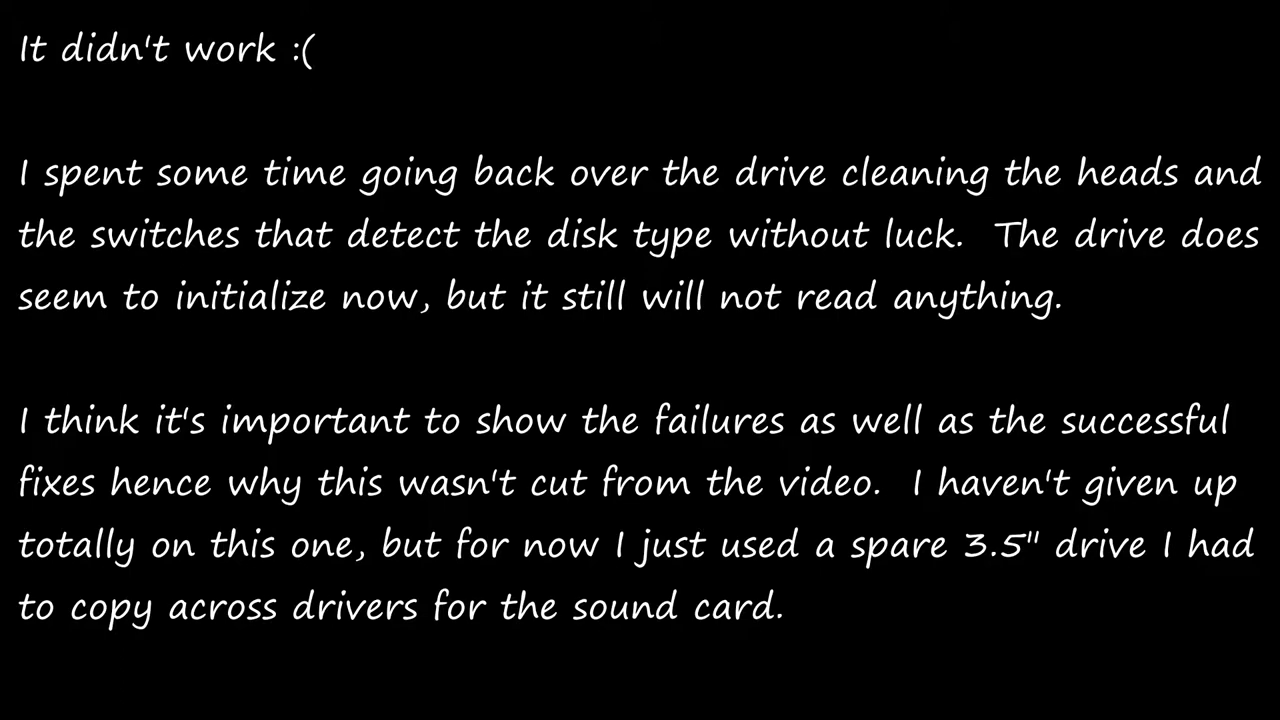 It didn't work :(
I spent some time going back over the drive cleaning the heads and
the switches that detect the disk type without luck.  The drive does
seem to initialize now, but it still will not read anything.
I think it's important to show the failures as well as the successful
fixes hence why this wasn't cut from the video.  I haven't given up
totally on this one, but for now I just used a spare 3.5" drive I had
to copy across drivers for the sound card.